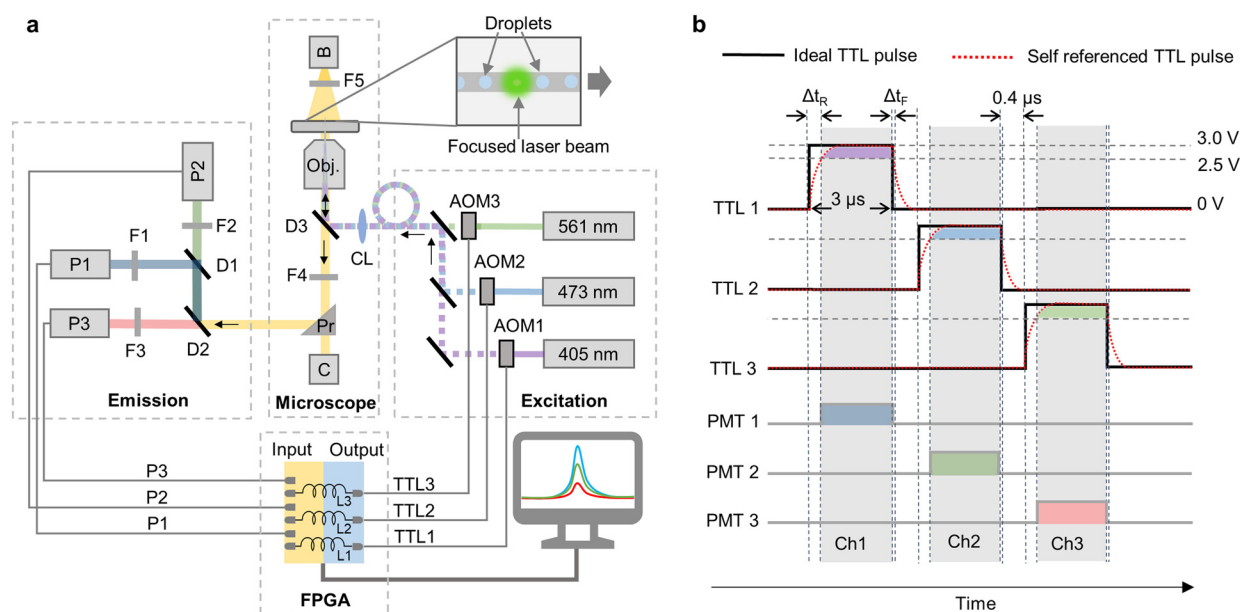 a
Droplets
Focused laser beam
B
F5
Obj.
D3
CL
F4
Pr
C
Microscope
P2
F2
F1
P1
D1
P3
F3
D2
Emission
AOM3
561 nm
AOM2
473 nm
AOM1
405 nm
Excitation
Input Output
P3
P2
P1
L3
L2
L1
TTL3
TTL2
TTL1
FPGA
b
Ideal TTL pulse
Self referenced TTL pulse
ΔtR
ΔtF
0.4 µs
3.0 V
2.5 V
0 V
3 µs
TTL 1
TTL 2
TTL 3
PMT 1
PMT 2
PMT 3
Ch1
Ch2
Ch3
Time